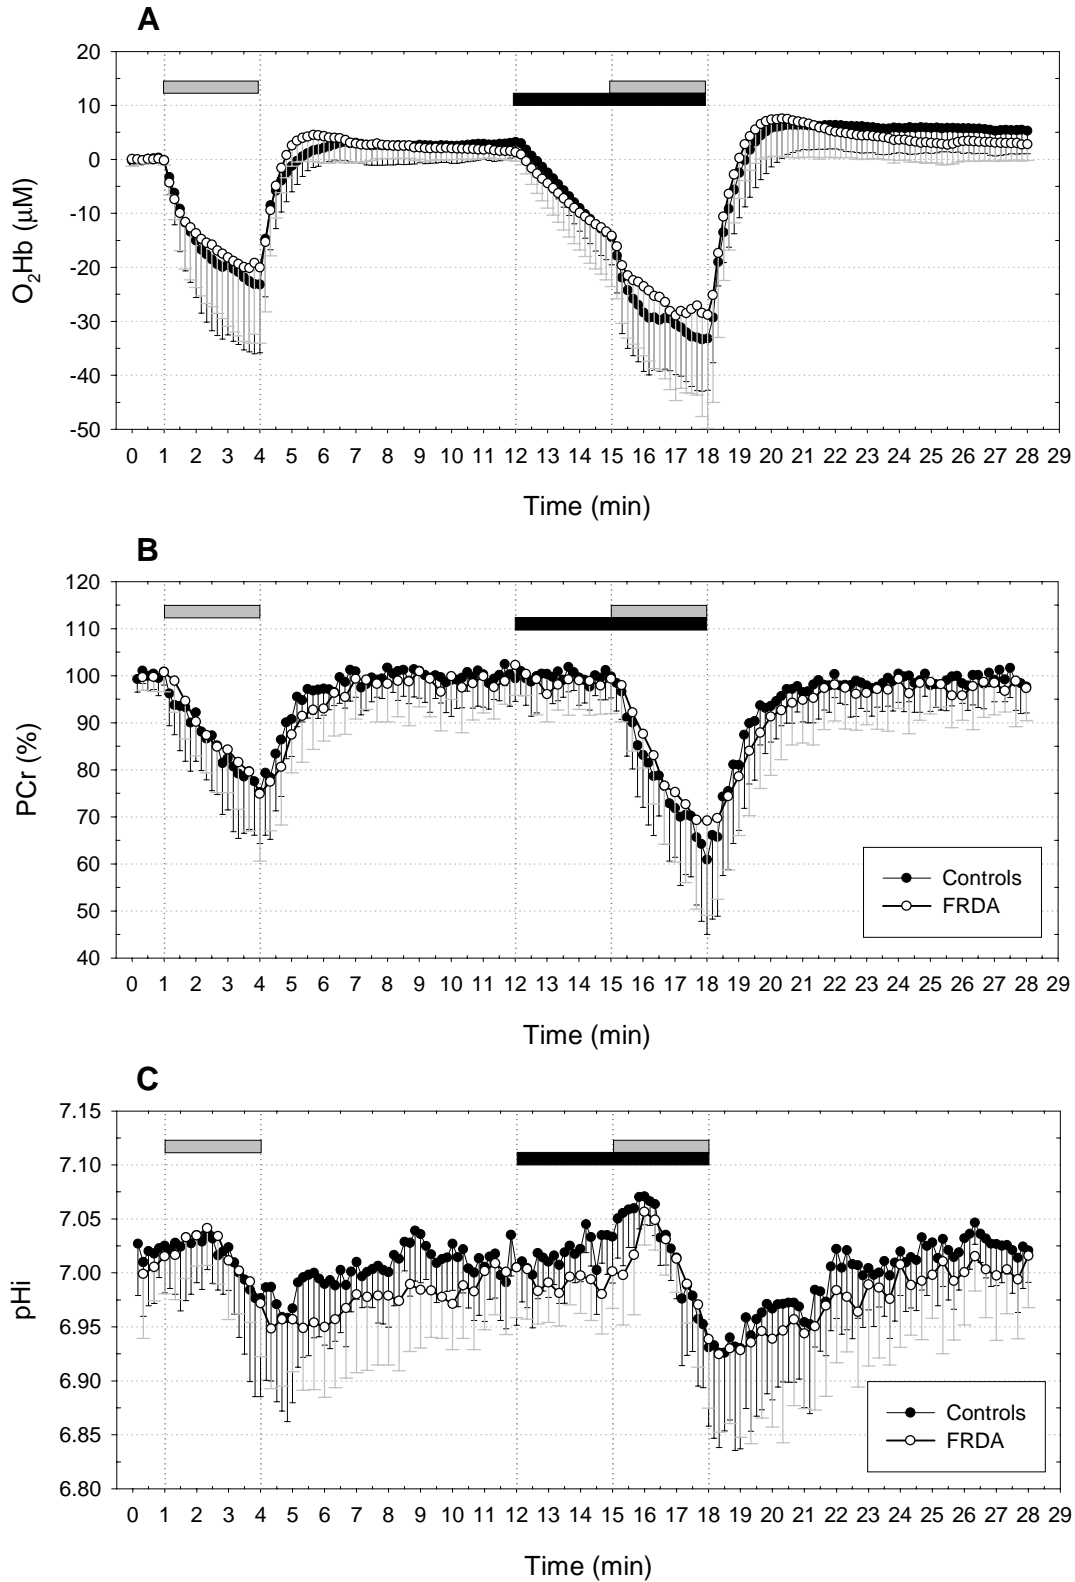 A
20
10
0
-10
-20
-30
-40
-50
O₂Hb (µM)
0 1 2 3 4 5 6 7 8 9 10 11 12 13 14 15 16 17 18 19 20 21 22 23 24 25 26 27 28 29
Time (min)
B
120
110
100
90
80
70
60
50
40
PCr (%)
Controls
FRDA
0 1 2 3 4 5 6 7 8 9 10 11 12 13 14 15 16 17 18 19 20 21 22 23 24 25 26 27 28 29
Time (min)
C
7.15
7.10
7.05
7.00
6.95
6.90
6.85
6.80
pHi
Controls
FRDA
0 1 2 3 4 5 6 7 8 9 10 11 12 13 14 15 16 17 18 19 20 21 22 23 24 25 26 27 28 29
Time (min)